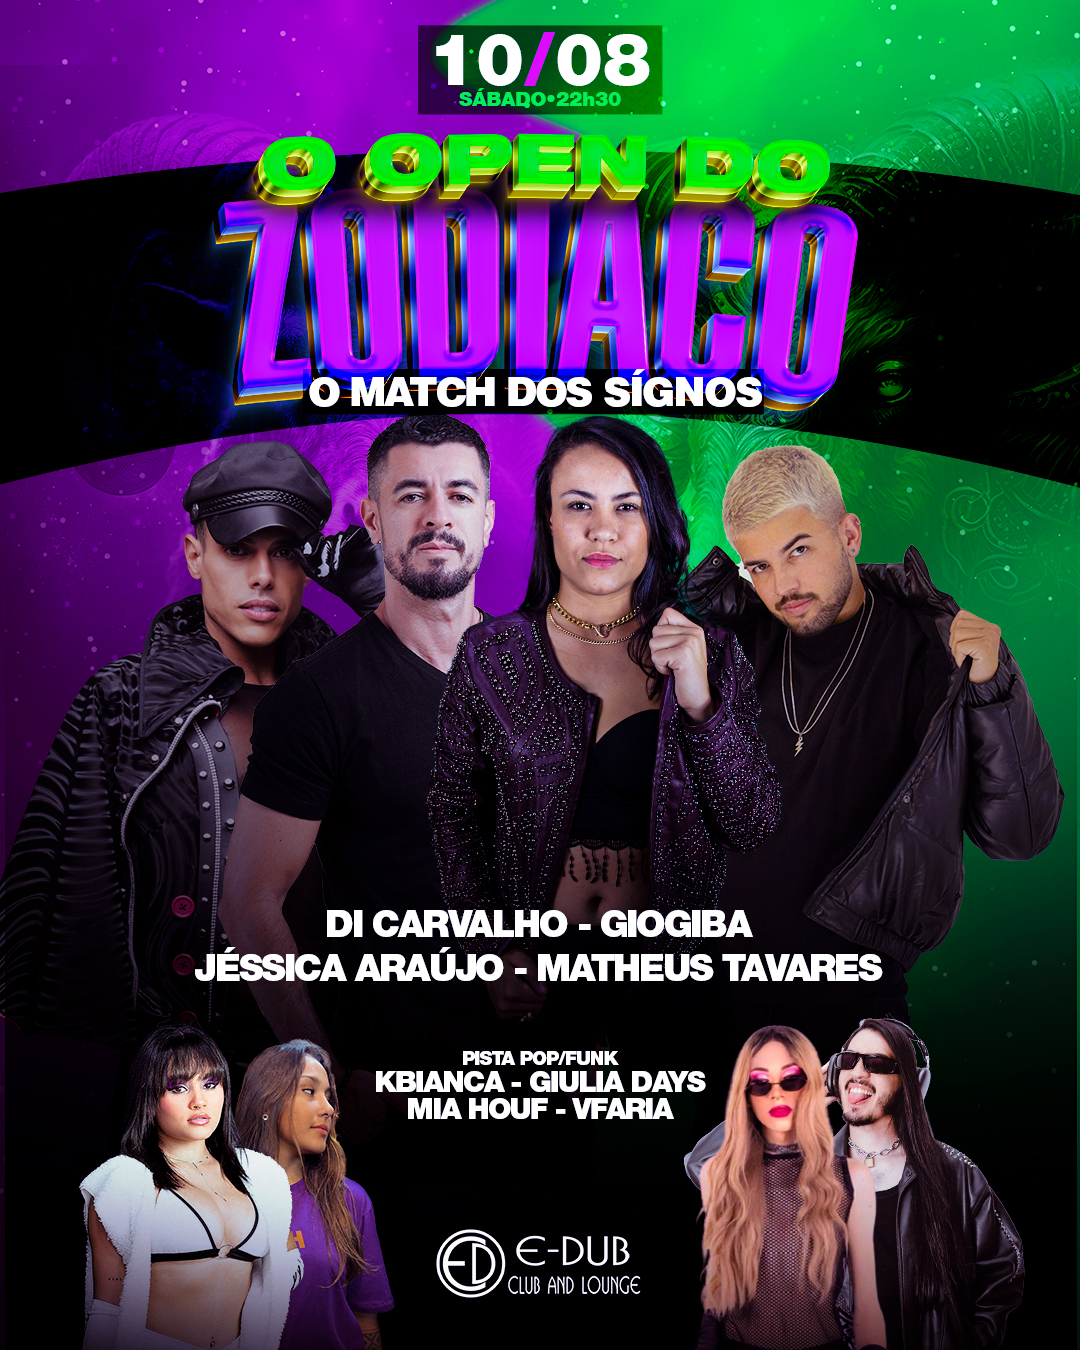 10/08
SÁBADO•22h30
O OPEN DO
ZODIACO
O MATCH DOS SÍGNOS
DI CARVALHO - GIOGIBA
JÉSSICA ARAÚJO - MATHEUS TAVARES
PISTA POP/FUNK
KBIANCA - GIULIA DAYS
MIA HOUF - VFARIA
ED E-DUB
CLUB AND LOUNGE